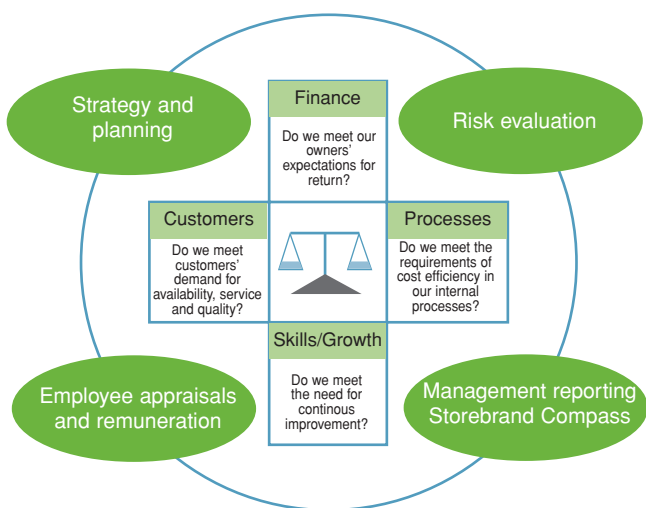 Strategy and
planning
Finance
Do we meet our
owners'
expectations for
return?
Risk evaluation
Customers
Do we meet
customers'
demand for
availability, service
and quality?
Processes
Do we meet the
requirements of
cost efficiency in
our internal
processes?
Skills/Growth
Do we meet
the need for
continous
improvement?
Employee appraisals
and remuneration
Management reporting
Storebrand Compass